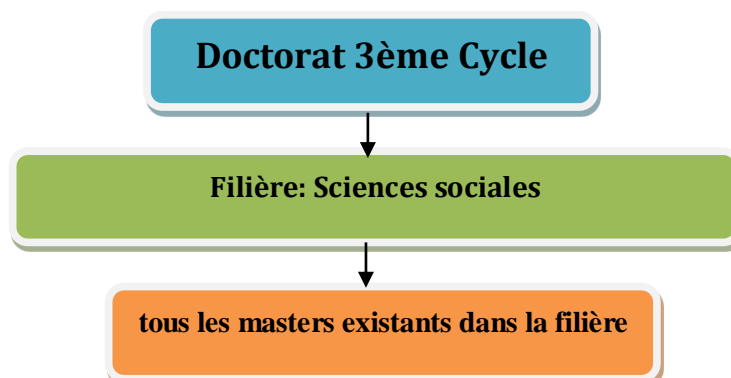 Doctorat 3ème Cycle
Filière: Sciences sociales
tous les masters existants dans la filière